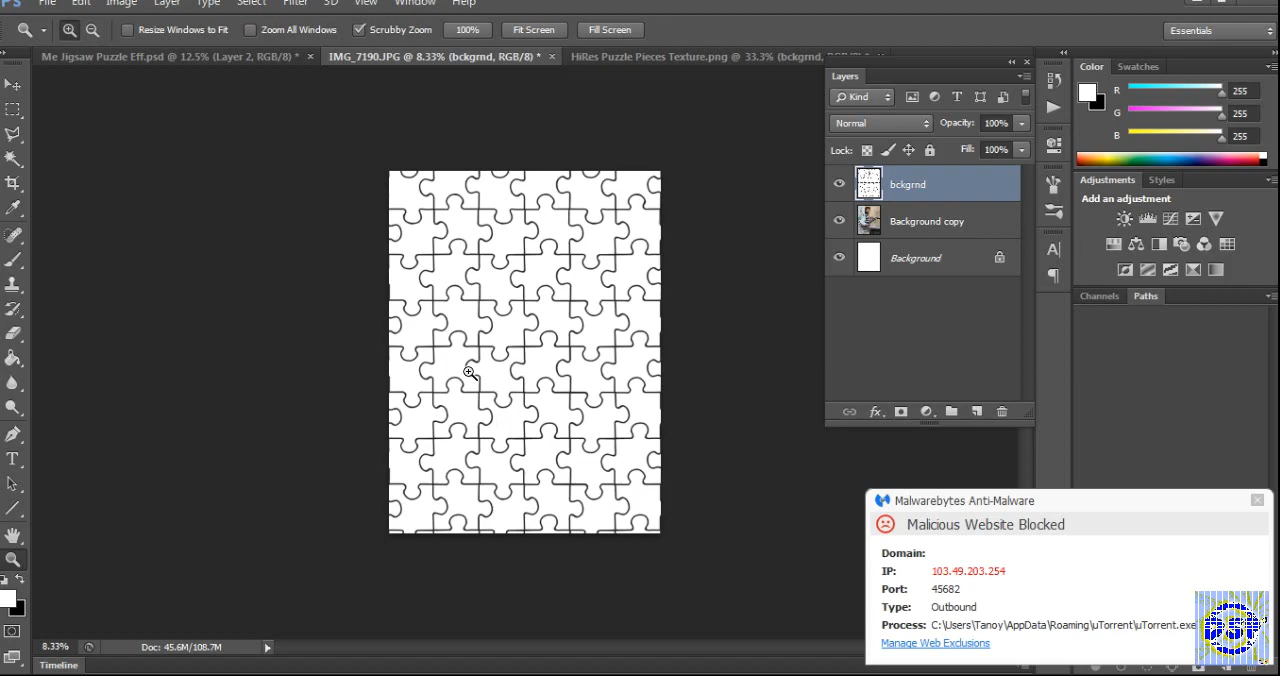 PS File Edit Image Layer Type Select Filter 3D View Window Help
Resize Windows to Fit Zoom All Windows Scrubby Zoom 100% Fit Screen Fill Screen Essentials
Me Jigsaw Puzzle Eff.psd @ 12.5% (Layer 2, RGB/8) * × IMG_7190.JPG @ 8.33% (bckgrnd, RGB/8) * × HiRes Puzzle Pieces Texture.png @ 33.3% (bckgrnd,
Layers
Kind
Normal Opacity: 100%
Lock: Fill: 100%
bckgrnd
Background copy
Background
fx
Color Swatches
R 255
G 255
B 255
Adjustments Styles
Add an adjustment
Channels Paths
Malwarebytes Anti-Malware
Malicious Website Blocked
Domain:
IP: 103.49.203.254
Port: 45682
Type: Outbound
Process: C:\Users\Tanoy\AppData\Roaming\uTorrent\uTorrent.exe
Manage Web Exclusions
8.33% Doc: 45.6M/108.7M
Timeline